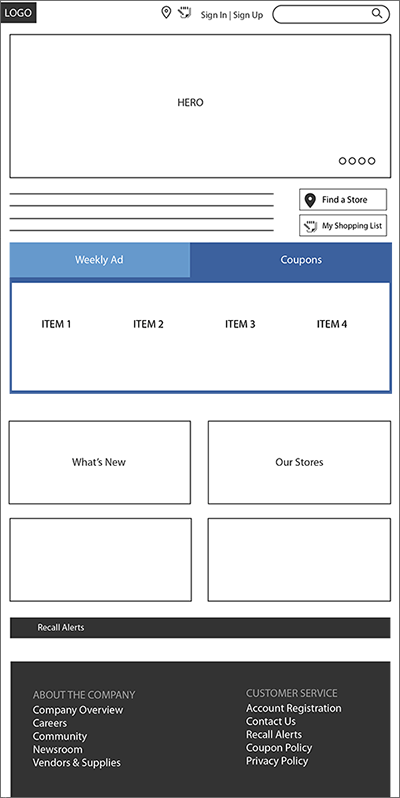 LOGO
Sign In | Sign Up
HERO
Find a Store
My Shopping List
Weekly Ad
Coupons
ITEM 1
ITEM 2
ITEM 3
ITEM 4
What's New
Our Stores
Recall Alerts
ABOUT THE COMPANY
Company Overview
Careers
Community
Newsroom
Vendors & Supplies
CUSTOMER SERVICE
Account Registration
Contact Us
Recall Alerts
Coupon Policy
Privacy Policy